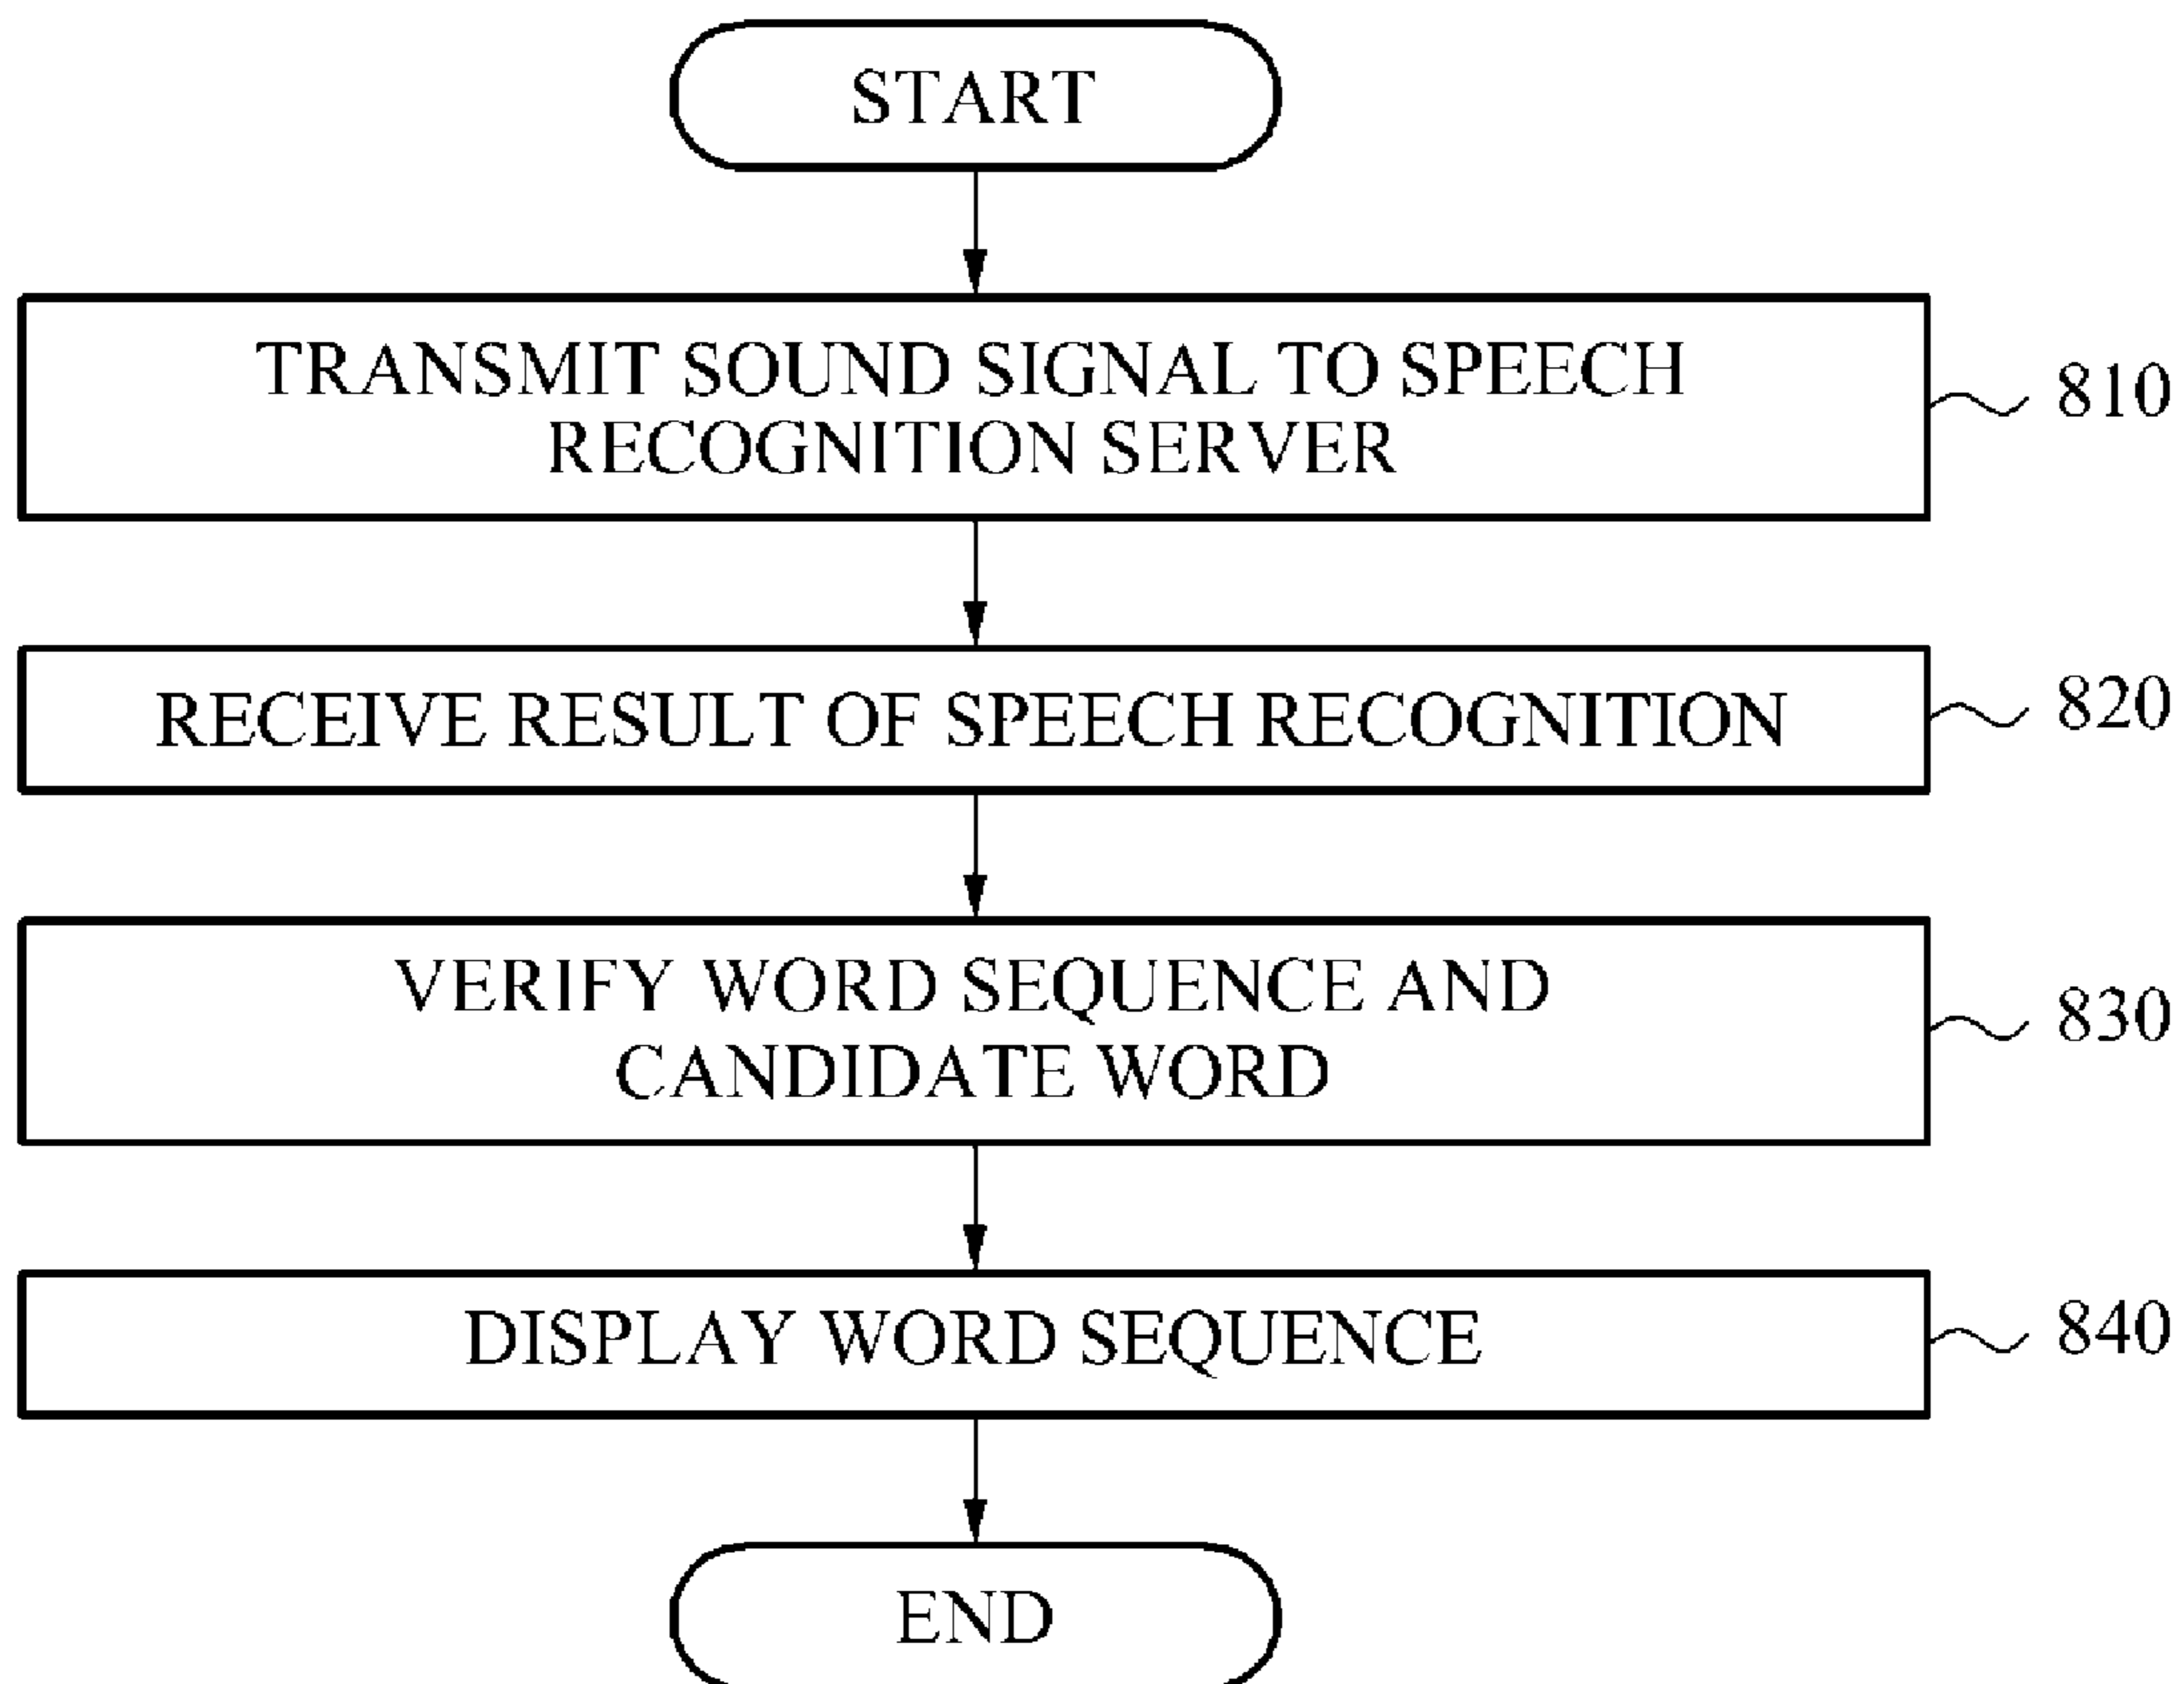 START
TRANSMIT SOUND SIGNAL TO SPEECH
RECOGNITION SERVER
810
RECEIVE RESULT OF SPEECH RECOGNITION
820
VERIFY WORD SEQUENCE AND
CANDIDATE WORD
830
DISPLAY WORD SEQUENCE
840
END